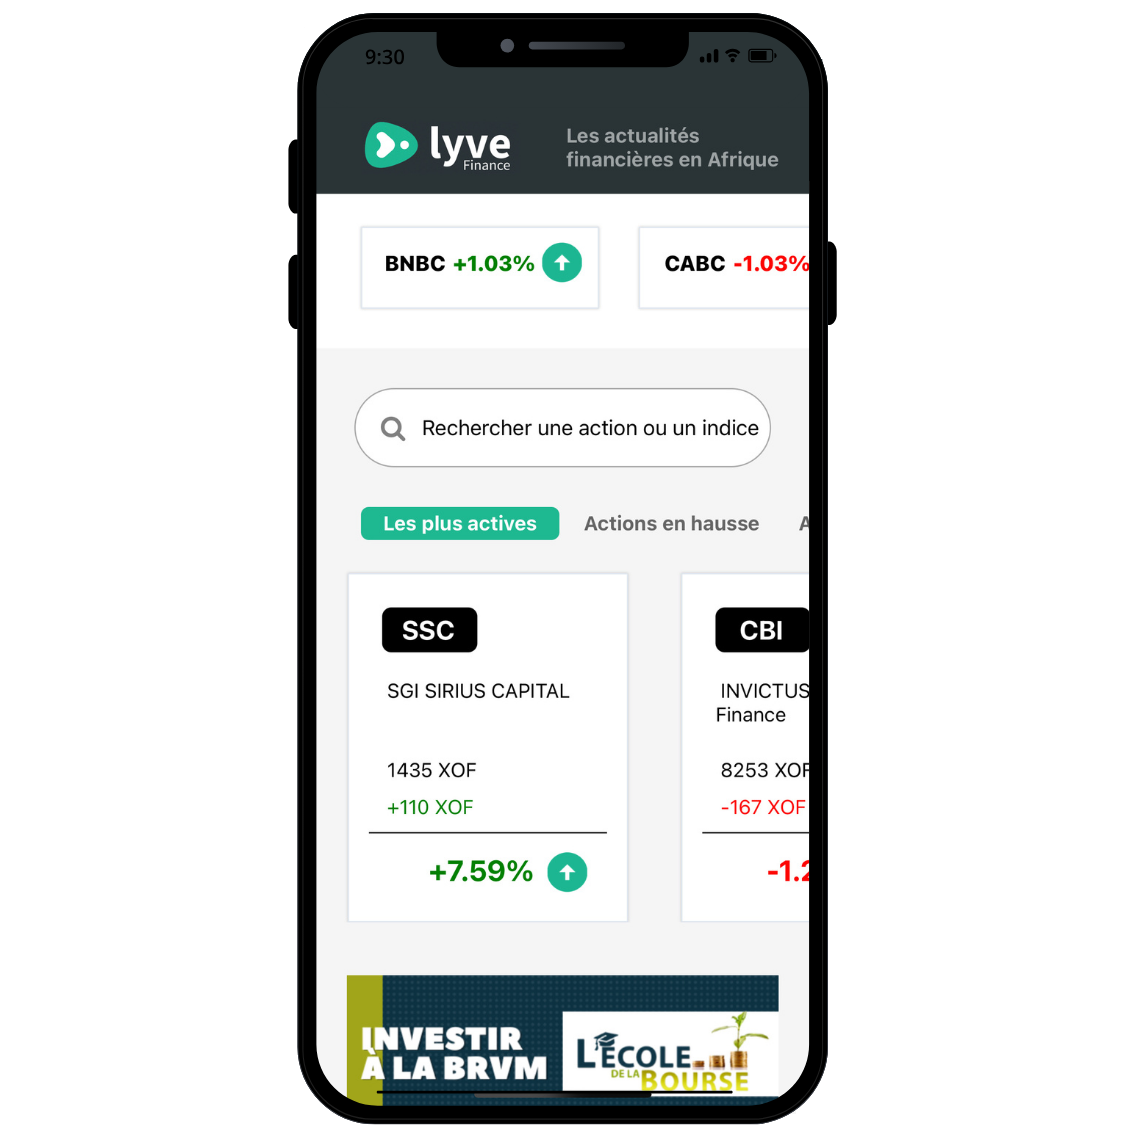 9:30
lyve
Finance
Les actualités
financières en Afrique
BNBC +1.03%
CABC -1.03%
Rechercher une action ou un indice
Les plus actives
Actions en hausse
A
SSC
SGI SIRIUS CAPITAL
1435 XOF
+110 XOF
+7.59%
CBI
INVICTUS
Finance
8253 XOF
-167 XOF
-1.2
INVESTIR
À LA BRVM
L'ÉCOLE
DE LA
BOURSE